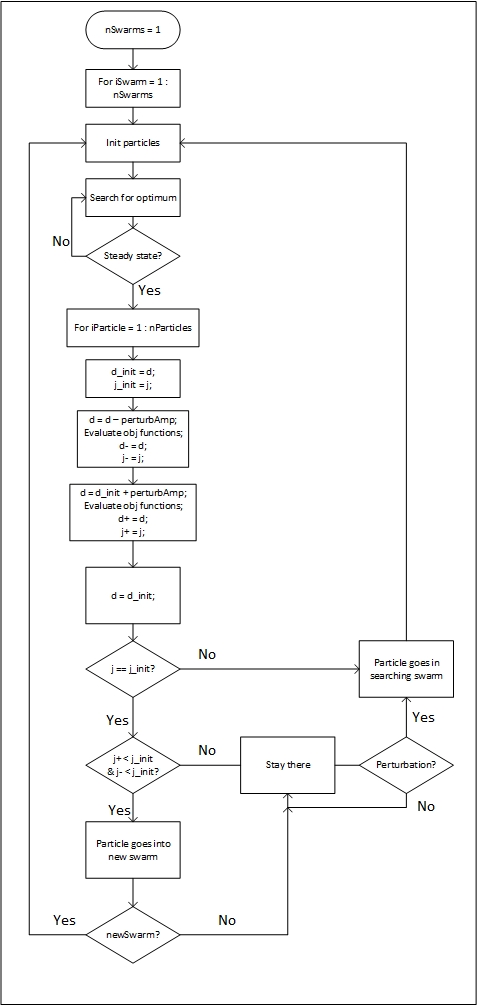 nSwarms = 1
For iSwarm = 1 :
nSwarms
Init particles
Search for optimum
No
Steady state?
Yes
For iParticle = 1 : nParticles
d_init = d;
j_init = j;
d = d – perturbAmp;
Evaluate obj functions;
d- = d;
j- = j;
d = d_init + perturbAmp;
Evaluate obj functions;
d+ = d;
j+ = j;
d = d_init;
j == j_init?
No
Particle goes in
searching swarm
Yes
Yes
j+ < j_init
& j- < j_init?
No
Stay there
Perturbation?
No
Yes
Particle goes into
new swarm
Yes
newSwarm?
No